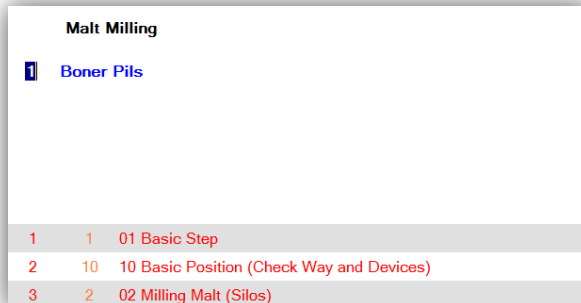 Malt Milling
1 Boner Pils
1 1 01 Basic Step
2 10 10 Basic Position (Check Way and Devices)
3 2 02 Milling Malt (Silos)